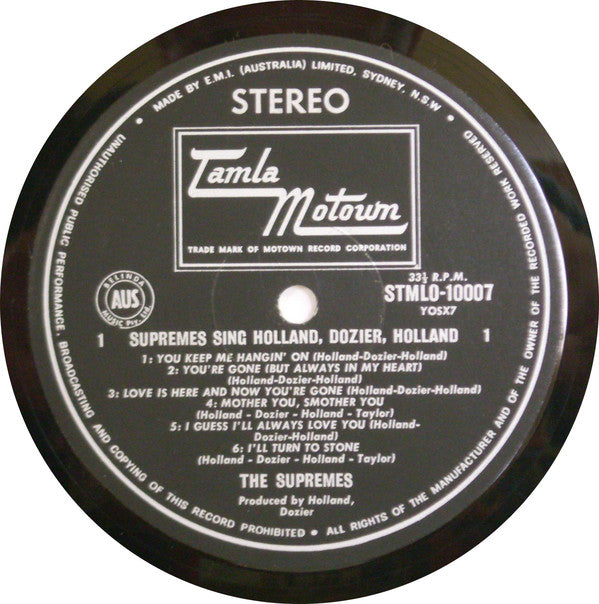 MADE BY E.M.I. (AUSTRALIA) LIMITED, SYDNEY, N.S.W.
UNAUTHORISED PUBLIC PERFORMANCE, BROADCASTING AND COPYING OF THIS RECORD PROHIBITED • ALL RIGHTS OF THE MANUFACTURER AND OF THE OWNER OF THE RECORDED WORK RESERVED
STEREO
Tamla
Motown
TRADE MARK OF MOTOWN RECORD CORPORATION
BELINDA
AUS
MUSIC Pty. Ltd.
33⅓ R.P.M.
STMLO-10007
YOSX7
1 SUPREMES SING HOLLAND, DOZIER, HOLLAND 1
1: YOU KEEP ME HANGIN' ON (Holland-Dozier-Holland)
2: YOU'RE GONE (BUT ALWAYS IN MY HEART)
(Holland-Dozier-Holland)
3: LOVE IS HERE AND NOW YOU'RE GONE (Holland-Dozier-Holland)
4: MOTHER YOU, SMOTHER YOU
(Holland - Dozier - Holland - Taylor)
5: I GUESS I'LL ALWAYS LOVE YOU (Holland-
Dozier-Holland)
6: I'LL TURN TO STONE
(Holland - Dozier - Holland - Taylor)
THE SUPREMES
Produced by Holland,
Dozier